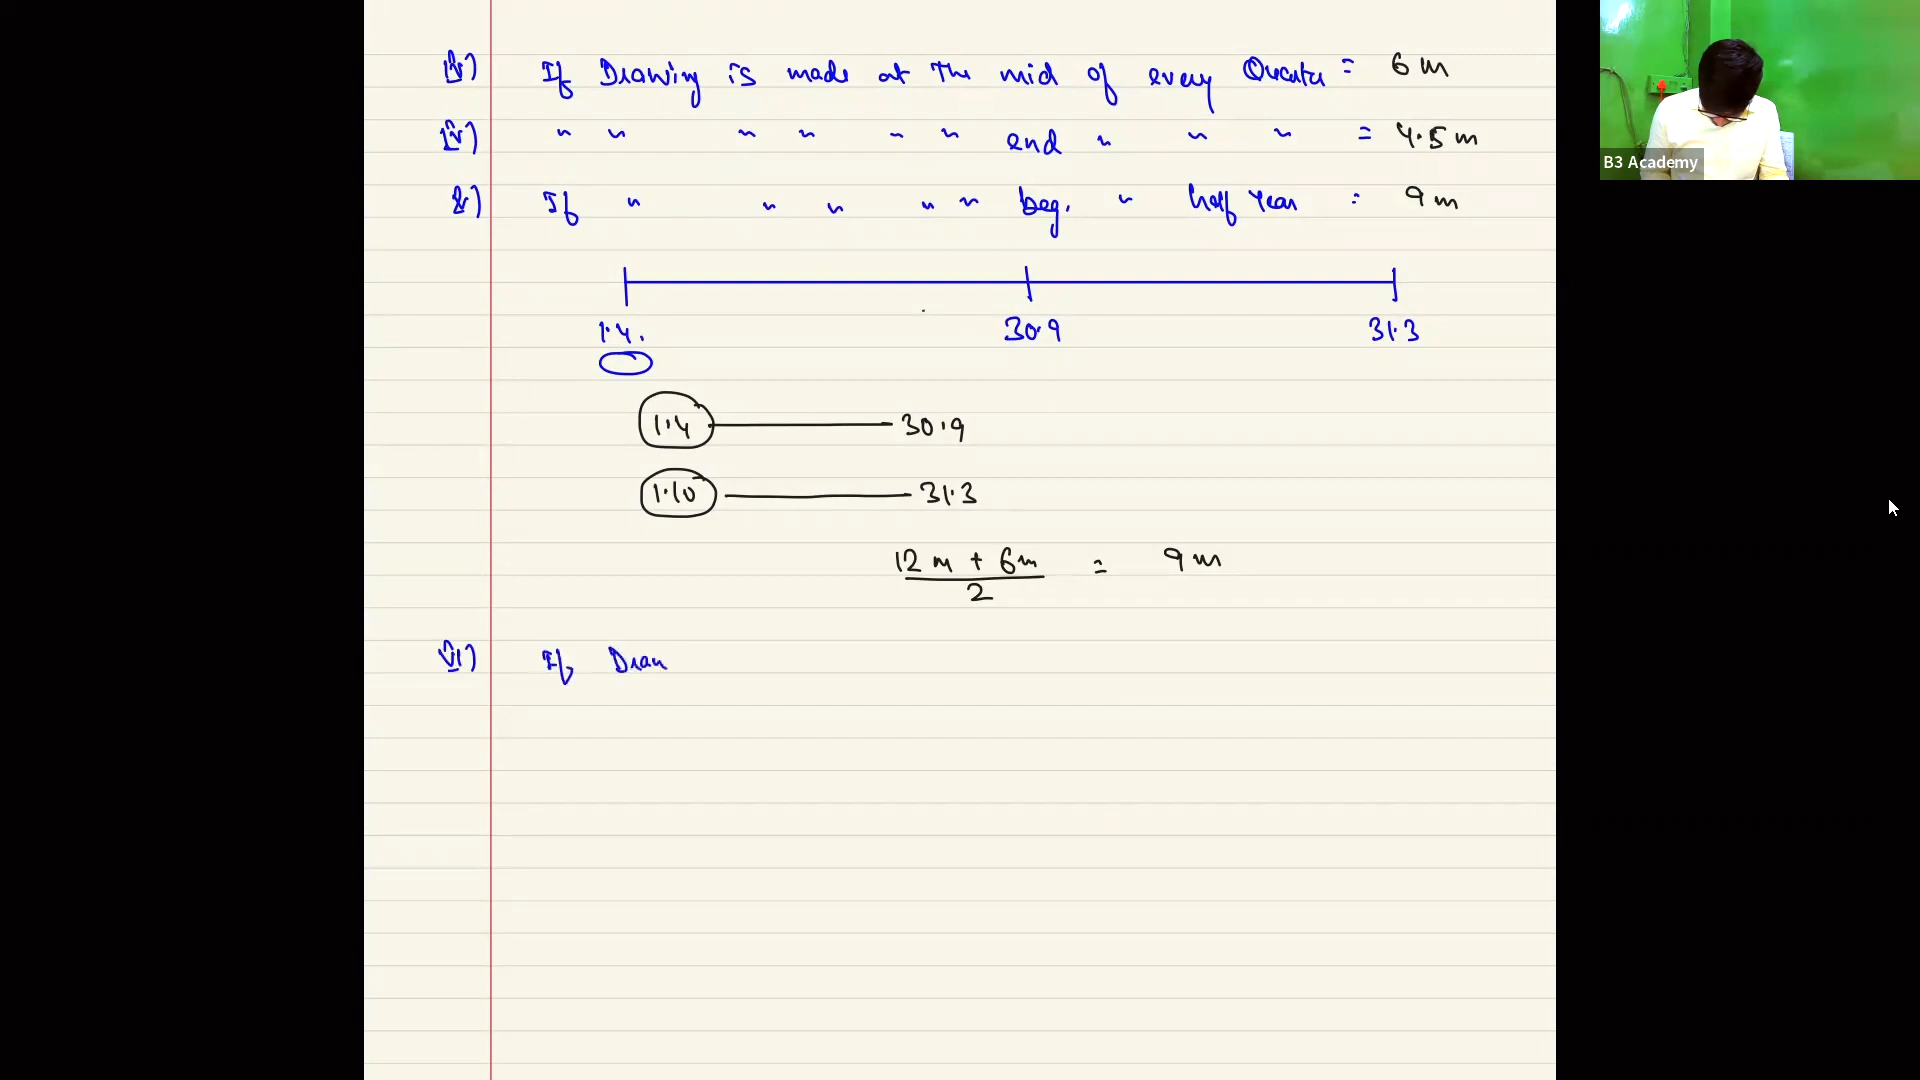 iv) If Drawing is made at the mid of every Quarter = 6 m
iv) " " " " " " end " " " = 4.5 m
v) If " " " " " beg. " half Year : 9 m
1.4. 30.9 31.3
1.4 30.9
1.10 31.3
12 m + 6m = 9 m
2
vi) If Draw
B3 Academy